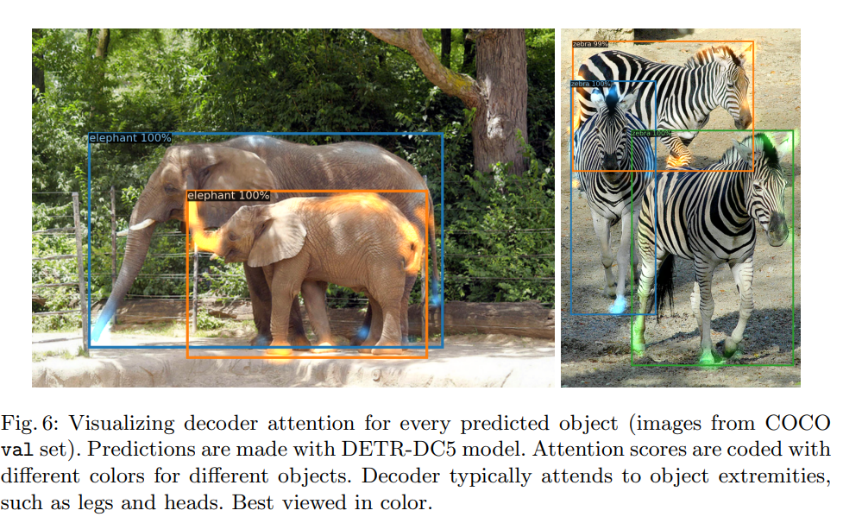 elephant 100%
elephant 100%
zebra 99%
zebra 100%
zebra 100%
Fig. 6: Visualizing decoder attention for every predicted object (images from COCO
val set). Predictions are made with DETR-DC5 model. Attention scores are coded with
different colors for different objects. Decoder typically attends to object extremities,
such as legs and heads. Best viewed in color.